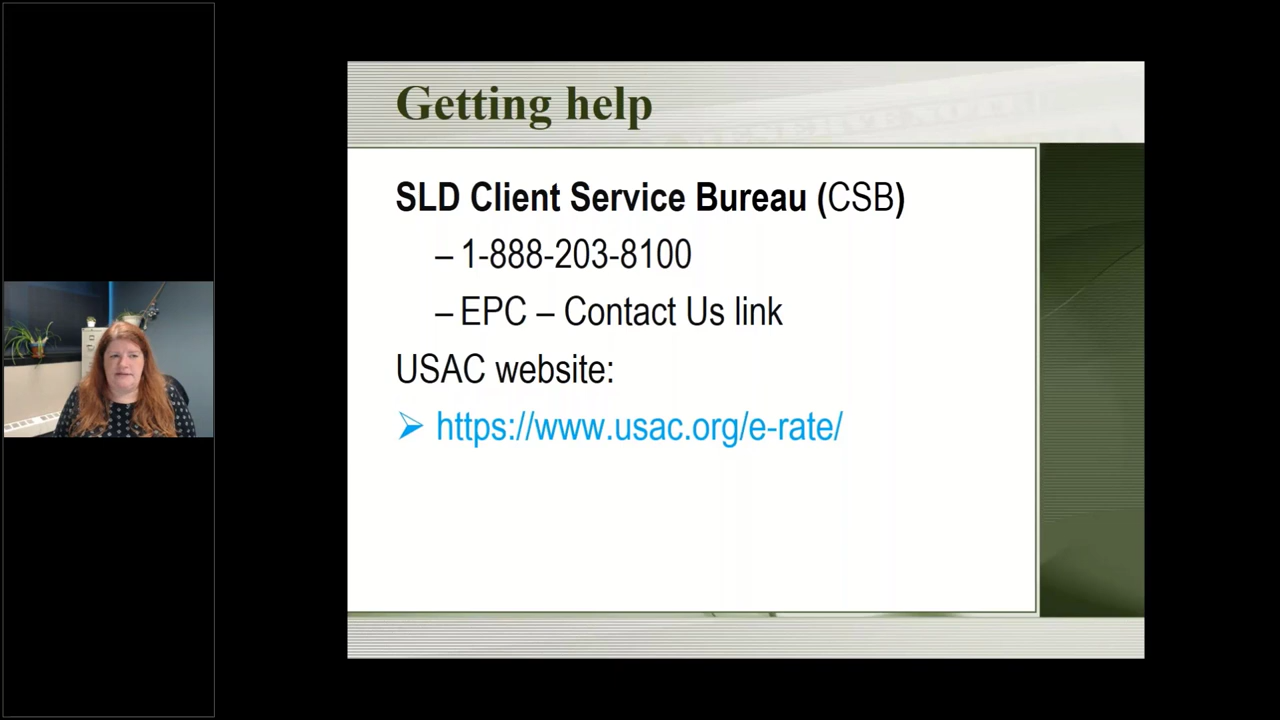 Getting help
SLD Client Service Bureau (CSB)
– 1-888-203-8100
– EPC – Contact Us link
USAC website:
➢ https://www.usac.org/e-rate/